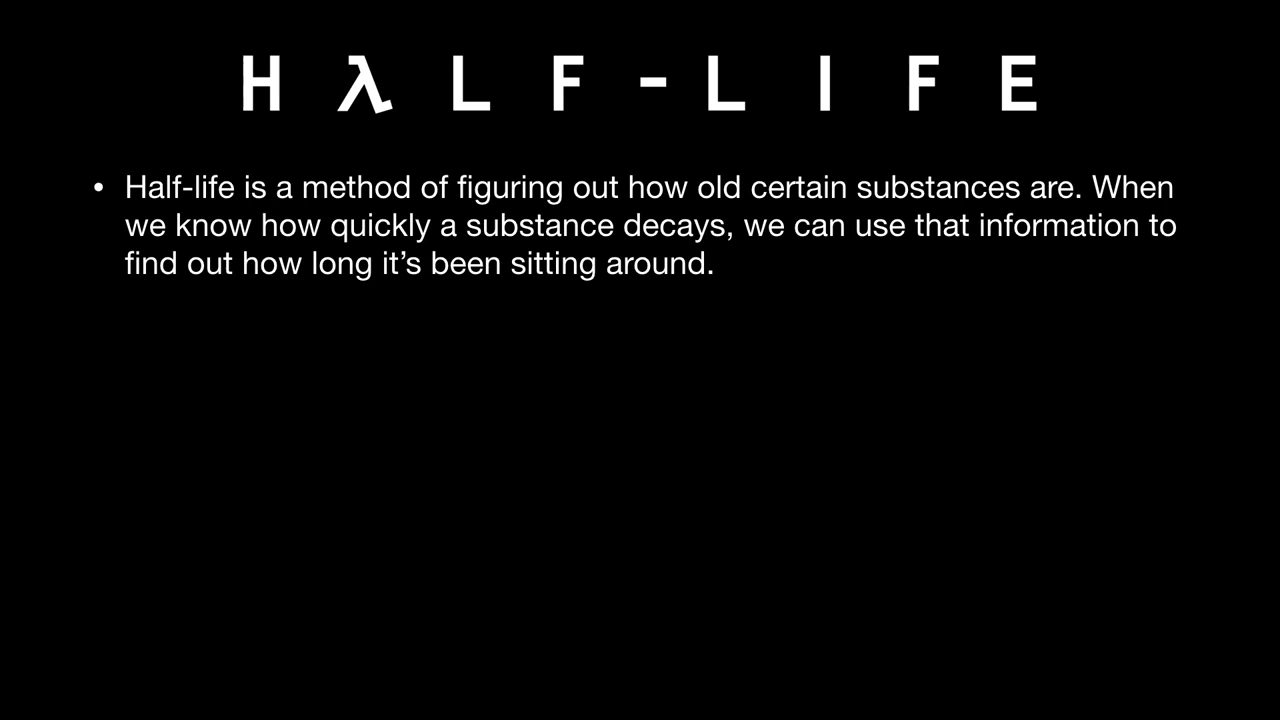 H λ L F - L I F E
• Half-life is a method of figuring out how old certain substances are. When
we know how quickly a substance decays, we can use that information to
find out how long it’s been sitting around.